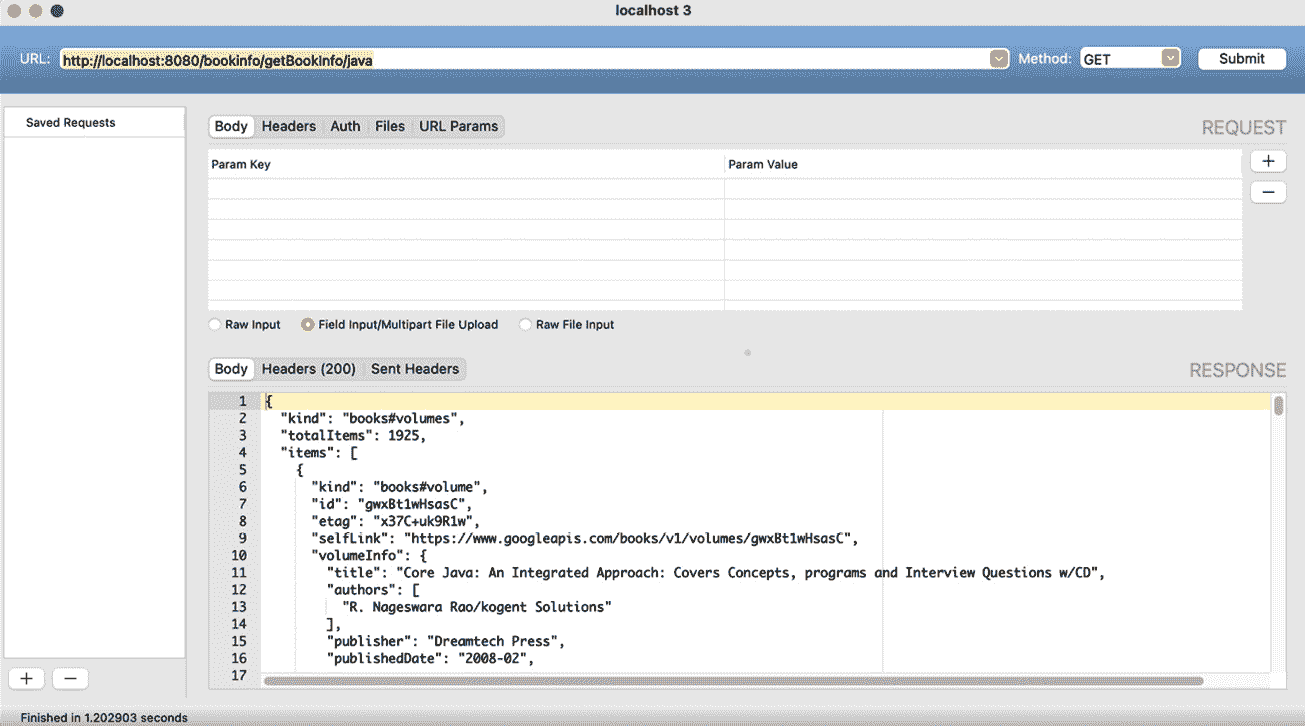 localhost 3
URL: http://localhost:8080/bookinfo/getBookInfo/java Method: GET Submit
Saved Requests
Body Headers Auth Files URL Params REQUEST
Param Key Param Value +
−
Raw Input Field Input/Multipart File Upload Raw File Input
Body Headers (200) Sent Headers RESPONSE
1 {
2 "kind": "books#volumes",
3 "totalItems": 1925,
4 "items": [
5 {
6 "kind": "books#volume",
7 "id": "gwxBt1wHsasC",
8 "etag": "x37C+uk9R1w",
9 "selfLink": "https://www.googleapis.com/books/v1/volumes/gwxBt1wHsasC",
10 "volumeInfo": {
11 "title": "Core Java: An Integrated Approach: Covers Concepts, programs and Interview Questions w/CD",
12 "authors": [
13 "R. Nageswara Rao/kogent Solutions"
14 ],
15 "publisher": "Dreamtech Press",
16 "publishedDate": "2008-02",
17
+ −
Finished in 1.202903 seconds